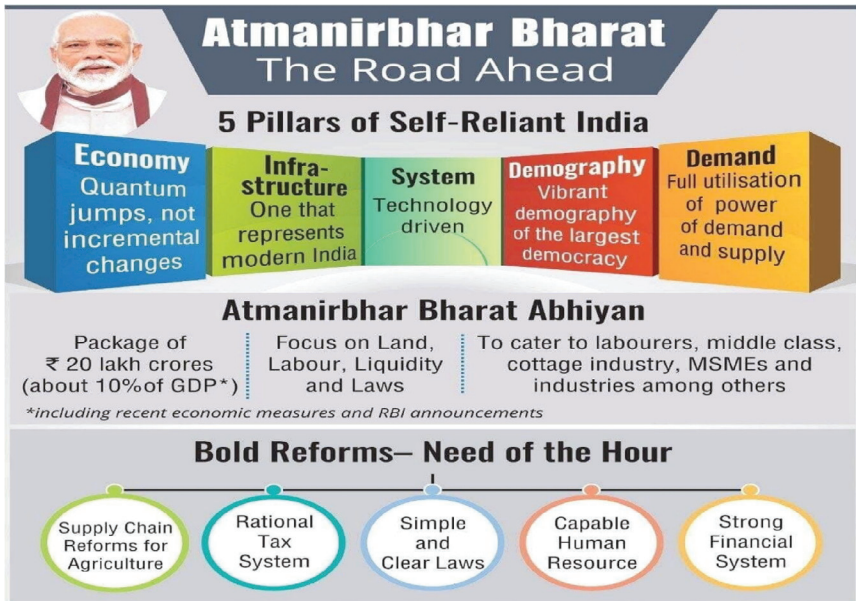 Atmanirbhar Bharat
The Road Ahead
5 Pillars of Self-Reliant India
Economy
Quantum
jumps, not
incremental
changes
Infra-
structure
One that
represents
modern India
System
Technology
driven
Demography
Vibrant
demography
of the largest
democracy
Demand
Full utilisation
of power
of demand
and supply
Atmanirbhar Bharat Abhiyan
Package of
₹ 20 lakh crores
(about 10%of GDP*)
Focus on Land,
Labour, Liquidity
and Laws
To cater to labourers, middle class,
cottage industry, MSMEs and
industries among others
*including recent economic measures and RBI announcements
Bold Reforms– Need of the Hour
Supply Chain
Reforms for
Agriculture
Rational
Tax
System
Simple
and
Clear Laws
Capable
Human
Resource
Strong
Financial
System